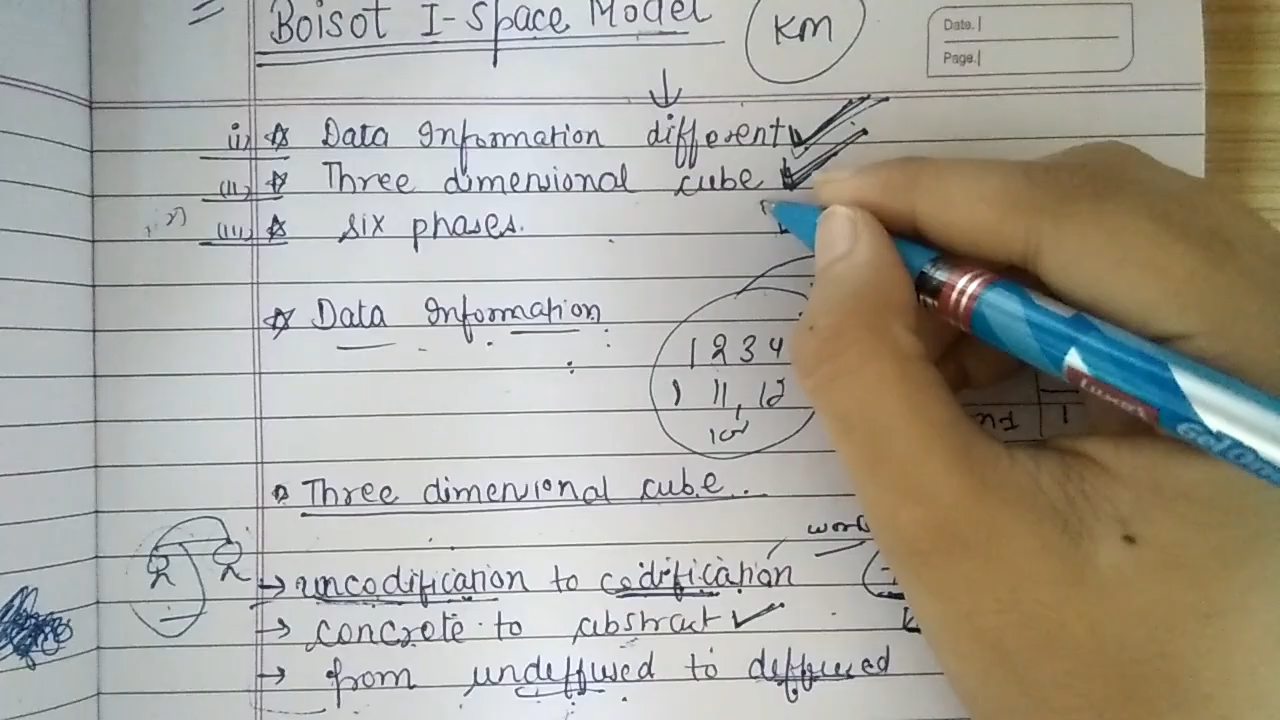 Boisot I-Space Model
KM
Date.
Page.
i) Data Information different
(ii) Three dimensional cube
(iii) six phases.
Data Information
1 2 3 4
1 11, 12
Three dimensional cube.
→ uncodification to codification
→ concrete to abstract
→ from undeffused to deffused
LUXOR